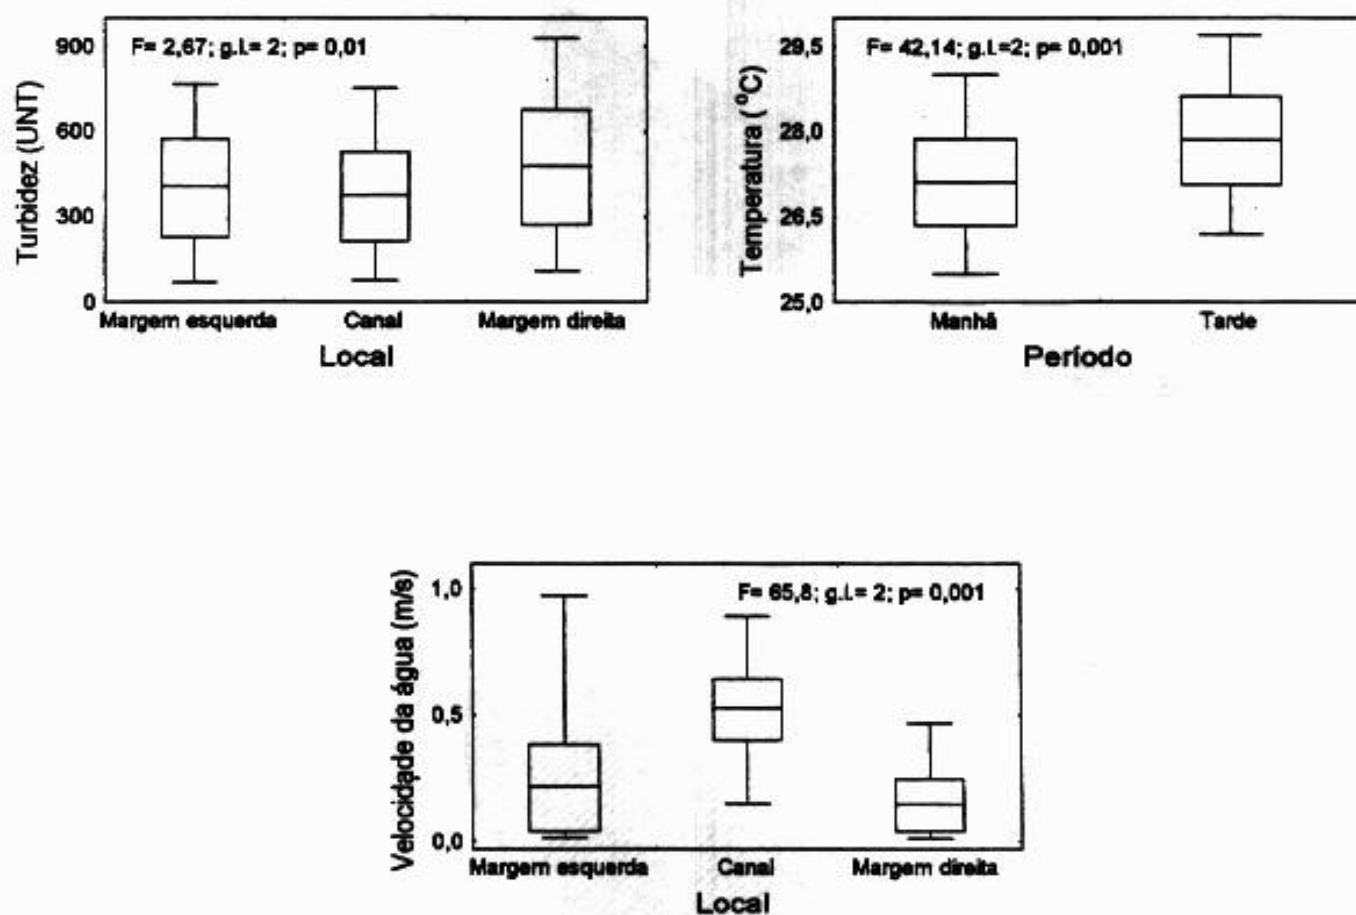 Turbidez (UNT)
900
600
300
0
F= 2,67; g.l.= 2; p= 0,01
Margem esquerda
Canal
Margem direita
Local
Temperatura (°C)
29,5
28,0
26,5
25,0
F= 42,14; g.l.=2; p= 0,001
Manhã
Tarde
Período
Velocidade da água (m/s)
1,0
0,5
0,0
F= 65,8; g.l.= 2; p= 0,001
Margem esquerda
Canal
Margem direita
Local